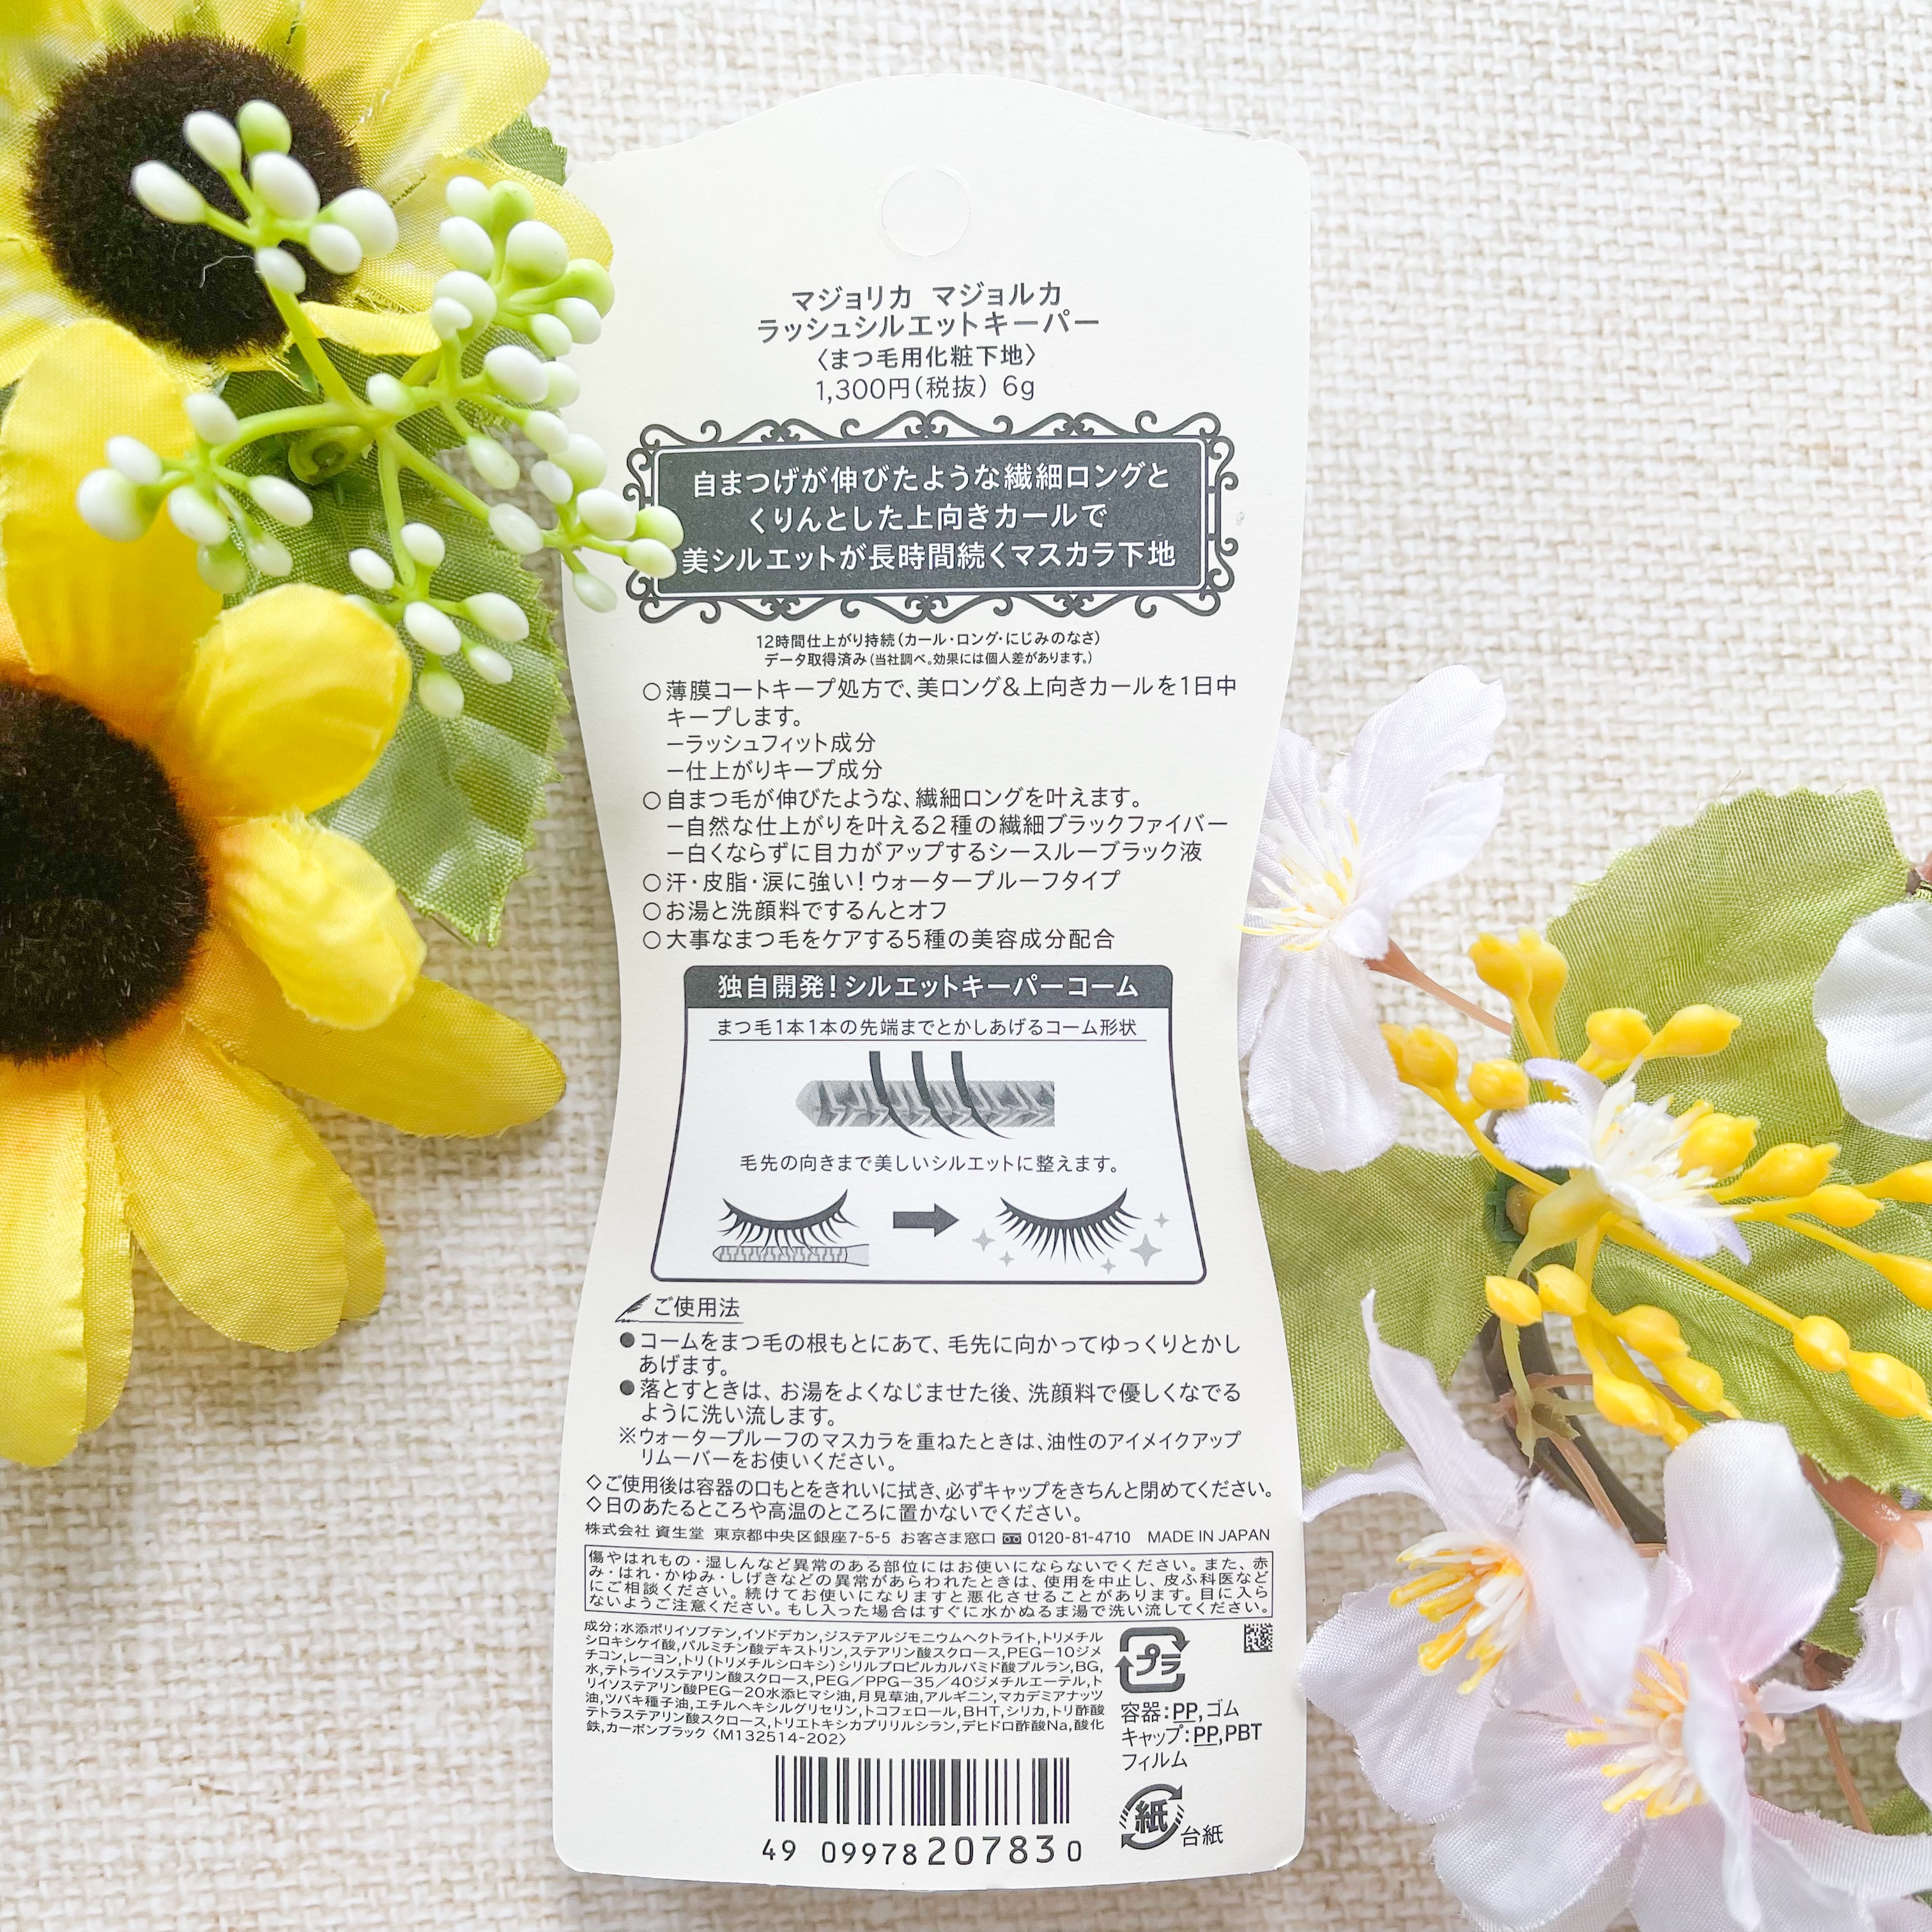 マジョリカ マジョルカ
ラッシュシルエットキーパー
〈まつ毛用化粧下地〉
1,300円(税抜) 6g
自まつげが伸びたような繊細ロングと
くりんとした上向きカールで
美シルエットが長時間続くマスカラ下地
12時間仕上がり持続(カール・ロング・にじみのなさ)
データ取得済み(当社調べ。効果には個人差があります。)
○薄膜コートキープ処方で、美ロング&上向きカールを1日中
キープします。
−ラッシュフィット成分
−仕上がりキープ成分
○自まつ毛が伸びたような、繊細ロングを叶えます。
−自然な仕上がりを叶える2種の繊細ブラックファイバー
−白くならずに目力がアップするシースルーブラック液
○汗・皮脂・涙に強い!ウォータープルーフタイプ
○お湯と洗顔料でするんとオフ
○大事なまつ毛をケアする5種の美容成分配合
独自開発!シルエットキーパーコーム
まつ毛1本1本の先端までとかしあげるコーム形状
毛先の向きまで美しいシルエットに整えます。
ご使用法
●コームをまつ毛の根もとにあて、毛先に向かってゆっくりとかし
あげます。
●落とすときは、お湯をよくなじませた後、洗顔料で優しくなでる
ように洗い流します。
※ウォータープルーフのマスカラを重ねたときは、油性のアイメイクアップ
リムーバーをお使いください。
◇ご使用後は容器の口もとをきれいに拭き、必ずキャップをきちんと閉めてください。
◇日のあたるところや高温のところに置かないでください。
株式会社 資生堂 東京都中央区銀座7-5-5 お客さま窓口 0120-81-4710 MADE IN JAPAN
傷やはれもの・湿しんなど異常のある部位にはお使いにならないでください。また、赤
み・はれ・かゆみ・しげきなどの異常があらわれたときは、使用を中止し、皮ふ科医など
にご相談ください。続けてお使いになりますと悪化させることがあります。目に入ら
ないようご注意ください。もし入った場合はすぐに水かぬるま湯で洗い流してください。
成分;水添ポリイソブテン,イソドデカン,ジステアルジモニウムヘクトライト,トリメチル
シロキシケイ酸,パルミチン酸デキストリン,ステアリン酸スクロース,PEG−10ジメ
チコン,レーヨン,トリ(トリメチルシロキシ)シリルプロピルカルバミド酸プルラン,BG,
水,テトライソステアリン酸スクロース,PEG/PPG−35/40ジメチルエーテル,ト
リイソステアリン酸PEG−20水添ヒマシ油,月見草油,アルギニン,マカデミアナッツ
油,ツバキ種子油,エチルヘキシルグリセリン,トコフェロール,BHT,シリカ,トリ酢酸
テトラステアリン酸スクロース,トリエトキシカプリリルシラン,デヒドロ酢酸Na,酸化
鉄,カーボンブラック〈M132514-202〉
プラ
容器:PP,ゴム
キャップ:PP,PBT
フィルム
紙 台紙
49 09978 207830